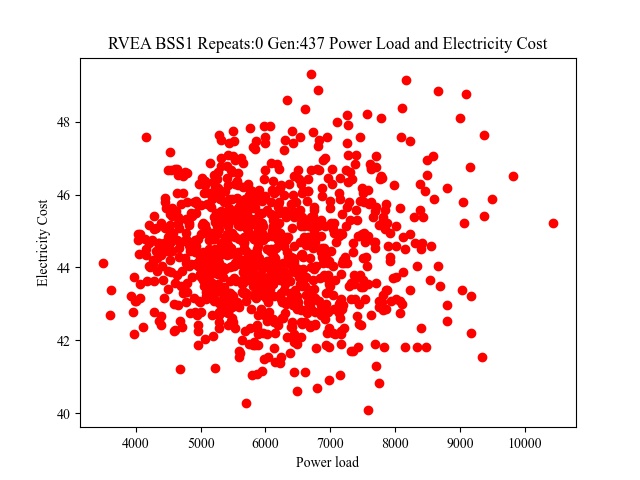 RVEA BSS1 Repeats:0 Gen:437 Power Load and Electricity Cost
48
46
44
42
40
Electricity Cost
4000 5000 6000 7000 8000 9000 10000
Power load